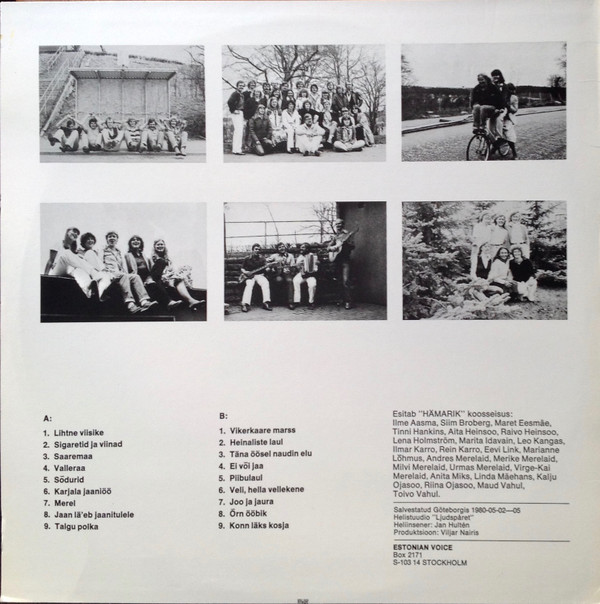 A:
1. Lihtne viisike
2. Sigaretid ja viinad
3. Saaremaa
4. Valleraa
5. Sõdurid
6. Karjala jaaniöö
7. Merel
8. Jaan lä'eb jaanitulele
9. Talgu polka
B:
1. Vikerkaare marss
2. Heinaliste laul
3. Täna öösel naudin elu
4. Ei või jaa
5. Piibulaul
6. Veli, hella vellekene
7. Joo ja jaura
8. Õrn ööbik
9. Konn läks kosja
Esitab "HÄMARIK" koosseisus:
Ilme Aasma, Siim Broberg, Maret Eesmäe,
Tinni Hankins, Aita Heinsoo, Raivo Heinsoo,
Lena Holmström, Marita Idavain, Leo Kangas,
Ilmar Karro, Rein Karro, Eevi Link, Marianne
Lõhmus, Andres Merelaid, Merike Merelaid,
Milvi Merelaid, Urmas Merelaid, Virge-Kai
Merelaid, Anita Miks, Linda Mäehans, Kalju
Ojasoo, Riina Ojasoo, Maud Vahul,
Toivo Vahul.
Salvestatud Göteborgis 1980-05-02—05
Helistuudio "Ljudspåret"
Heliinsener: Jan Hultén
Produktsioon: Viljar Nairis
ESTONIAN VOICE
Box 2171
S-103 14 STOCKHOLM